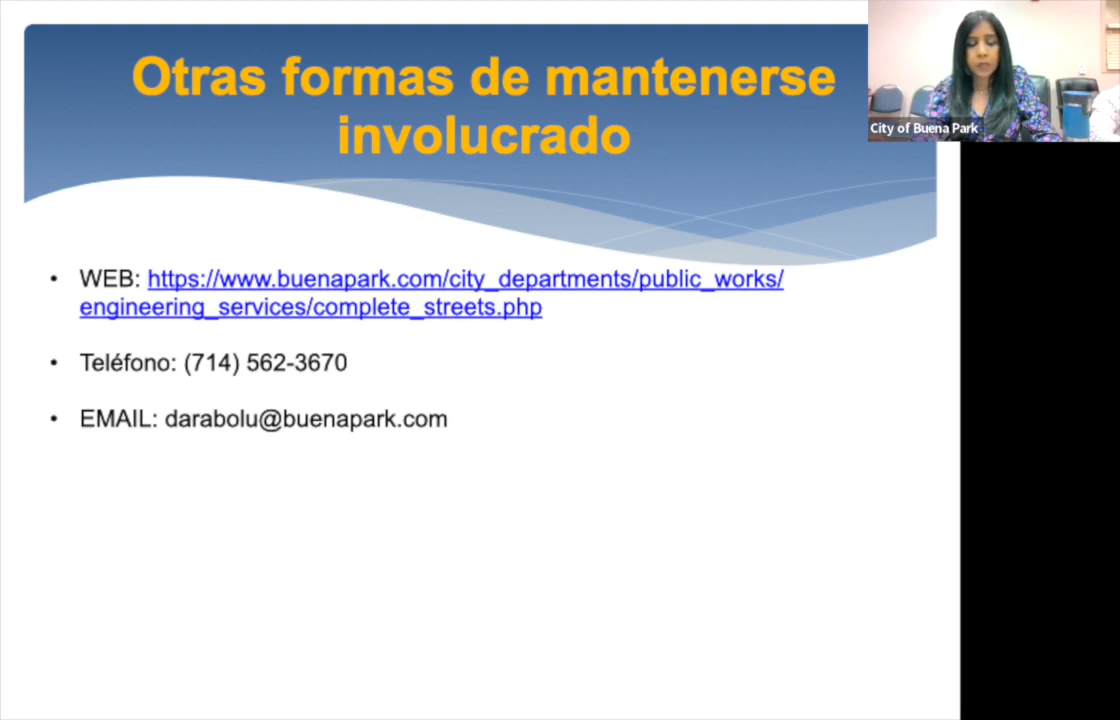 Otras formas de mantenerse
involucrado
City of Buena Park
• WEB: https://www.buenapark.com/city_departments/public_works/
engineering_services/complete_streets.php
• Teléfono: (714) 562-3670
• EMAIL: darabolu@buenapark.com